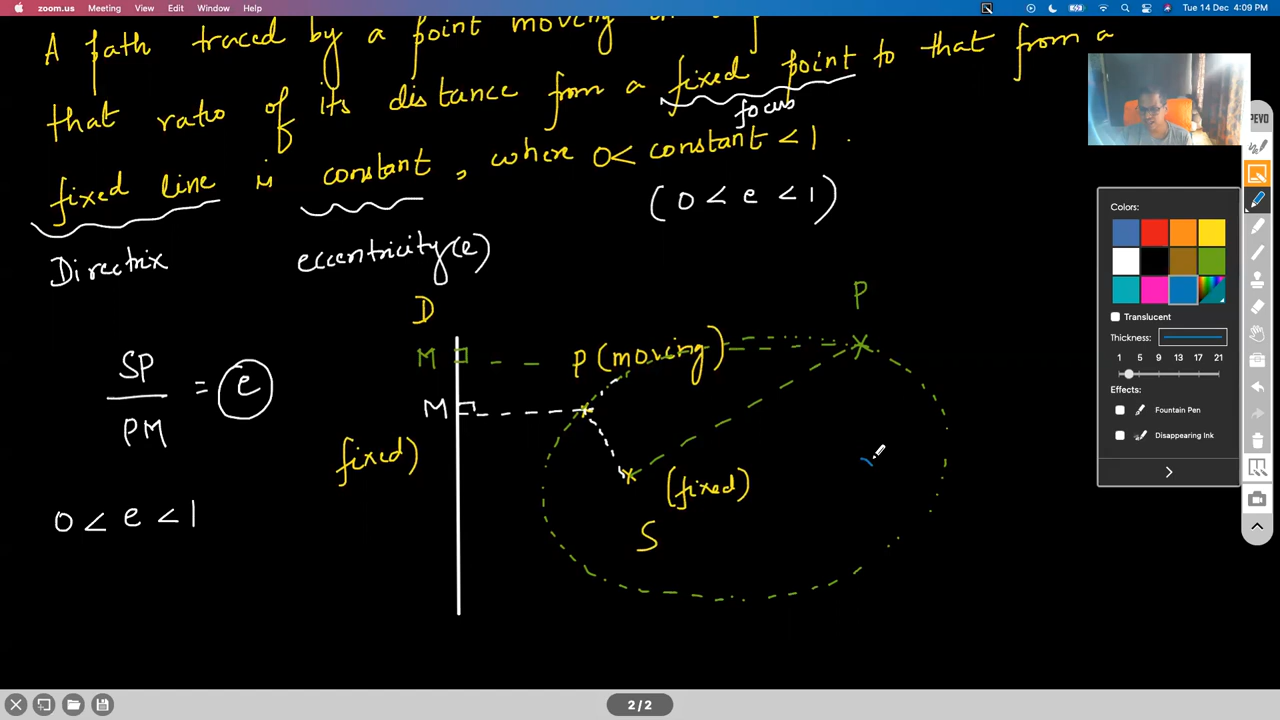 zoom.us Meeting View Edit Window Help Tue 14 Dec 4:09 PM
A path traced by a point moving in a
that ratio of its distance from a fixed point to that from a
focus
fixed line is constant, where 0 < constant < 1.
(0 < e < 1)
Directrix eccentricity (e)
D
P
M P (moving)
SP
PM
= e
M
fixed)
(fixed)
S
0 < e < 1
PEVO
Colors:
Translucent
Thickness:
1 5 9 13 17 21
Effects:
Fountain Pen
Disappearing Ink
2/2